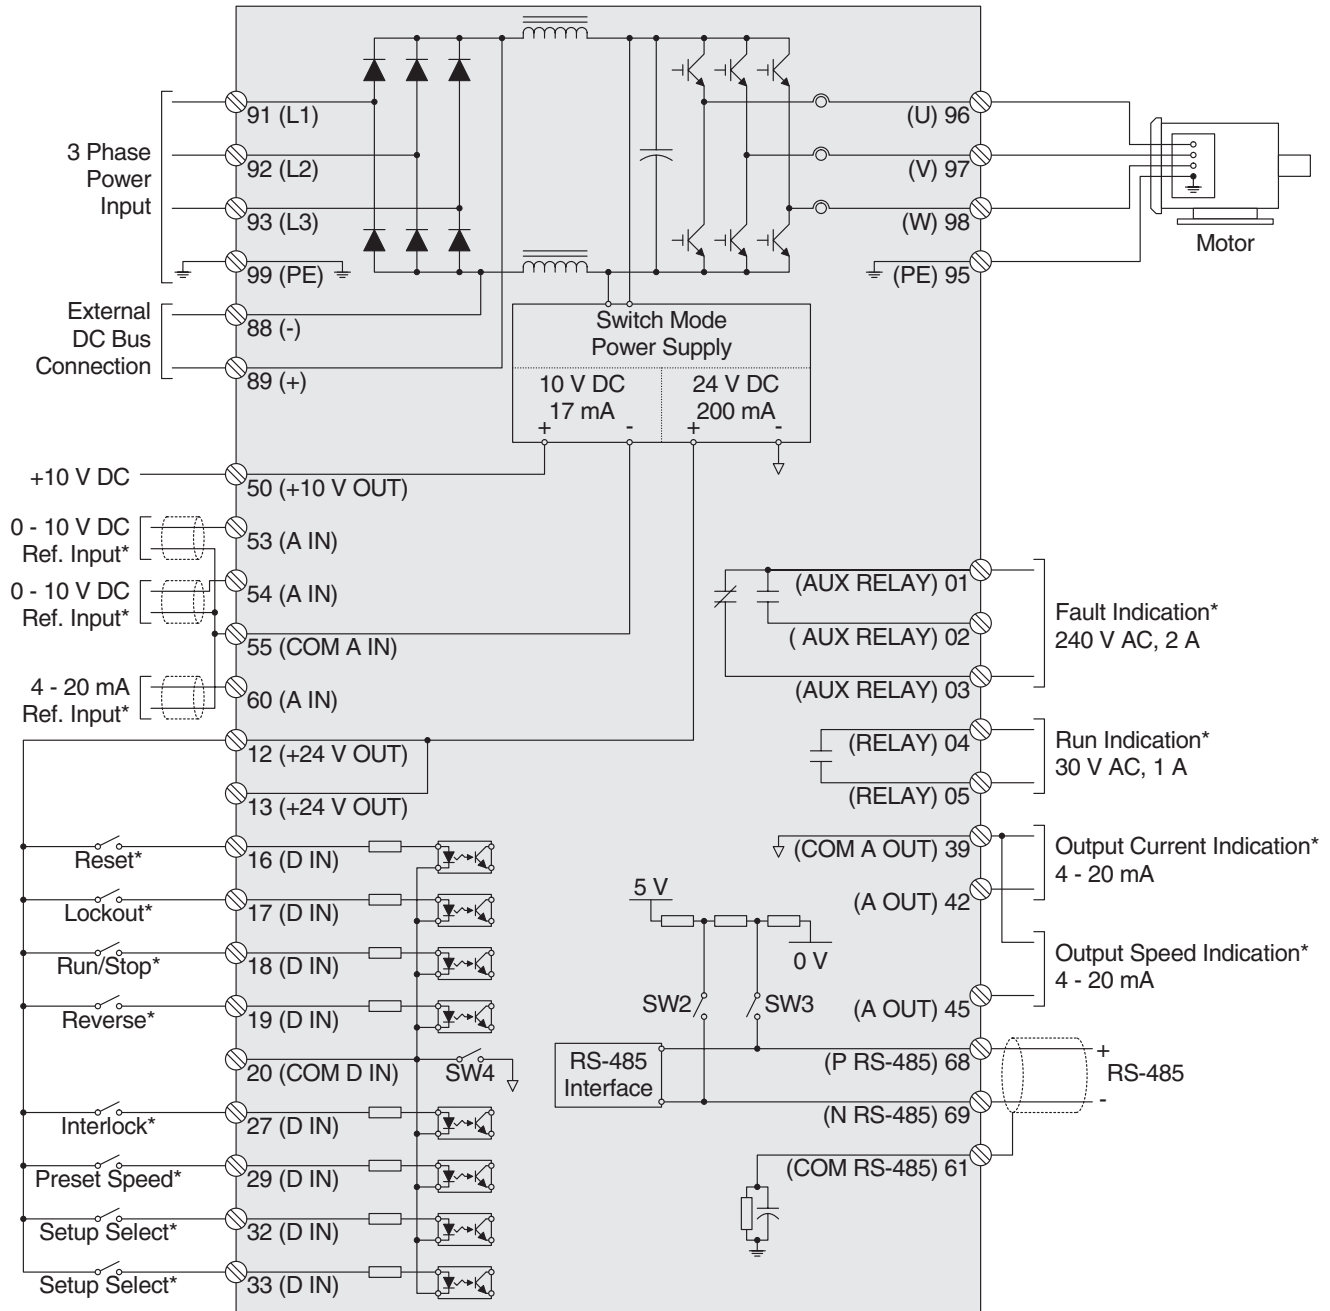 3 Phase
Power
Input
91 (L1)
92 (L2)
93 (L3)
99 (PE)
External
DC Bus
Connection
88 (-)
89 (+)
(U) 96
(V) 97
(W) 98
(PE) 95
Motor
Switch Mode
Power Supply
10 V DC
17 mA
+ -
24 V DC
200 mA
+ -
+10 V DC
50 (+10 V OUT)
0 - 10 V DC
Ref. Input*
53 (A IN)
0 - 10 V DC
Ref. Input*
54 (A IN)
55 (COM A IN)
4 - 20 mA
Ref. Input*
60 (A IN)
12 (+24 V OUT)
13 (+24 V OUT)
Reset*
16 (D IN)
Lockout*
17 (D IN)
Run/Stop*
18 (D IN)
Reverse*
19 (D IN)
20 (COM D IN)
SW4
Interlock*
27 (D IN)
Preset Speed*
29 (D IN)
Setup Select*
32 (D IN)
Setup Select*
33 (D IN)
(AUX RELAY) 01
( AUX RELAY) 02
(AUX RELAY) 03
Fault Indication*
240 V AC, 2 A
(RELAY) 04
(RELAY) 05
Run Indication*
30 V AC, 1 A
(COM A OUT) 39
(A OUT) 42
Output Current Indication*
4 - 20 mA
(A OUT) 45
Output Speed Indication*
4 - 20 mA
5 V
0 V
SW2
SW3
RS-485
Interface
(P RS-485) 68
(N RS-485) 69
(COM RS-485) 61
+
RS-485
-